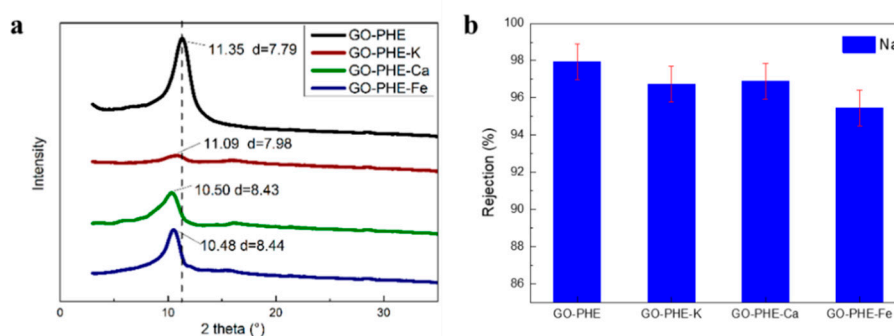 a
11.35 d=7.79
GO-PHE
GO-PHE-K
GO-PHE-Ca
GO-PHE-Fe
11.09 d=7.98
10.50 d=8.43
10.48 d=8.44
Intensity
0 10 20 30
2 theta (°)
b
Na
100
98
96
94
92
90
88
86
Rejection (%)
GO-PHE GO-PHE-K GO-PHE-Ca GO-PHE-Fe